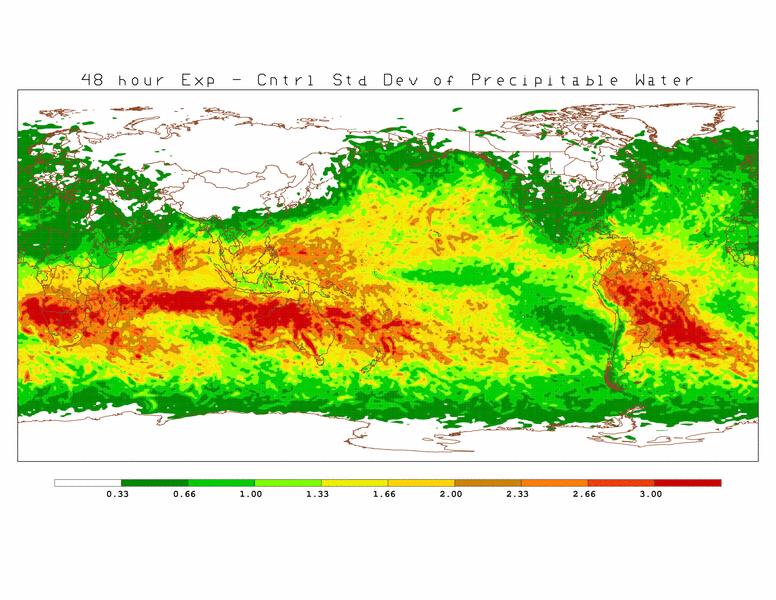 48 hour Exp - Cntrl Std Dev of Precipitable Water
0.33 0.66 1.00 1.33 1.66 2.00 2.33 2.66 3.00